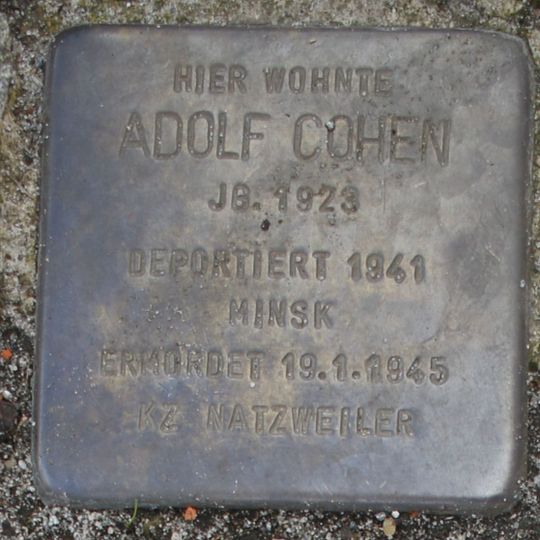 HIER WOHNTE
ADOLF COHEN
JG. 1923
DEPORTIERT 1941
MINSK
ERMORDET 19.1.1945
KZ NATZWEILER